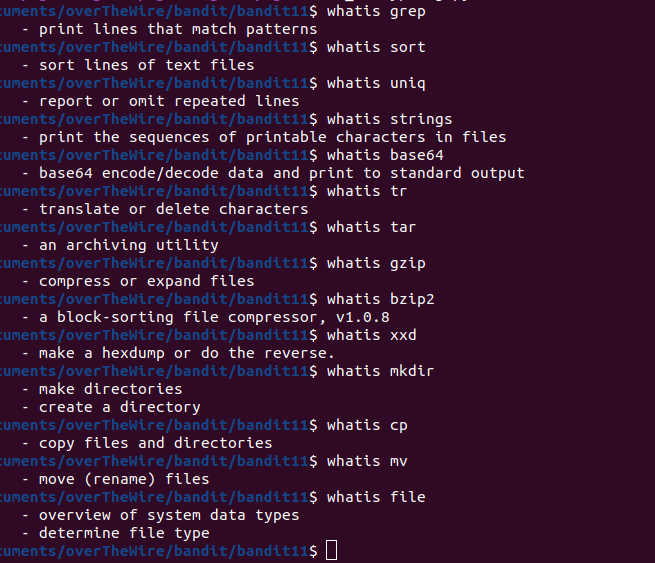 cuments/overTheWire/bandit/bandit11$ whatis grep
- print lines that match patterns
cuments/overTheWire/bandit/bandit11$ whatis sort
- sort lines of text files
cuments/overTheWire/bandit/bandit11$ whatis uniq
- report or omit repeated lines
cuments/overTheWire/bandit/bandit11$ whatis strings
- print the sequences of printable characters in files
cuments/overTheWire/bandit/bandit11$ whatis base64
- base64 encode/decode data and print to standard output
cuments/overTheWire/bandit/bandit11$ whatis tr
- translate or delete characters
cuments/overTheWire/bandit/bandit11$ whatis tar
- an archiving utility
cuments/overTheWire/bandit/bandit11$ whatis gzip
- compress or expand files
cuments/overTheWire/bandit/bandit11$ whatis bzip2
- a block-sorting file compressor, v1.0.8
cuments/overTheWire/bandit/bandit11$ whatis xxd
- make a hexdump or do the reverse.
cuments/overTheWire/bandit/bandit11$ whatis mkdir
- make directories
- create a directory
cuments/overTheWire/bandit/bandit11$ whatis cp
- copy files and directories
cuments/overTheWire/bandit/bandit11$ whatis mv
- move (rename) files
cuments/overTheWire/bandit/bandit11$ whatis file
- overview of system data types
- determine file type
cuments/overTheWire/bandit/bandit11$